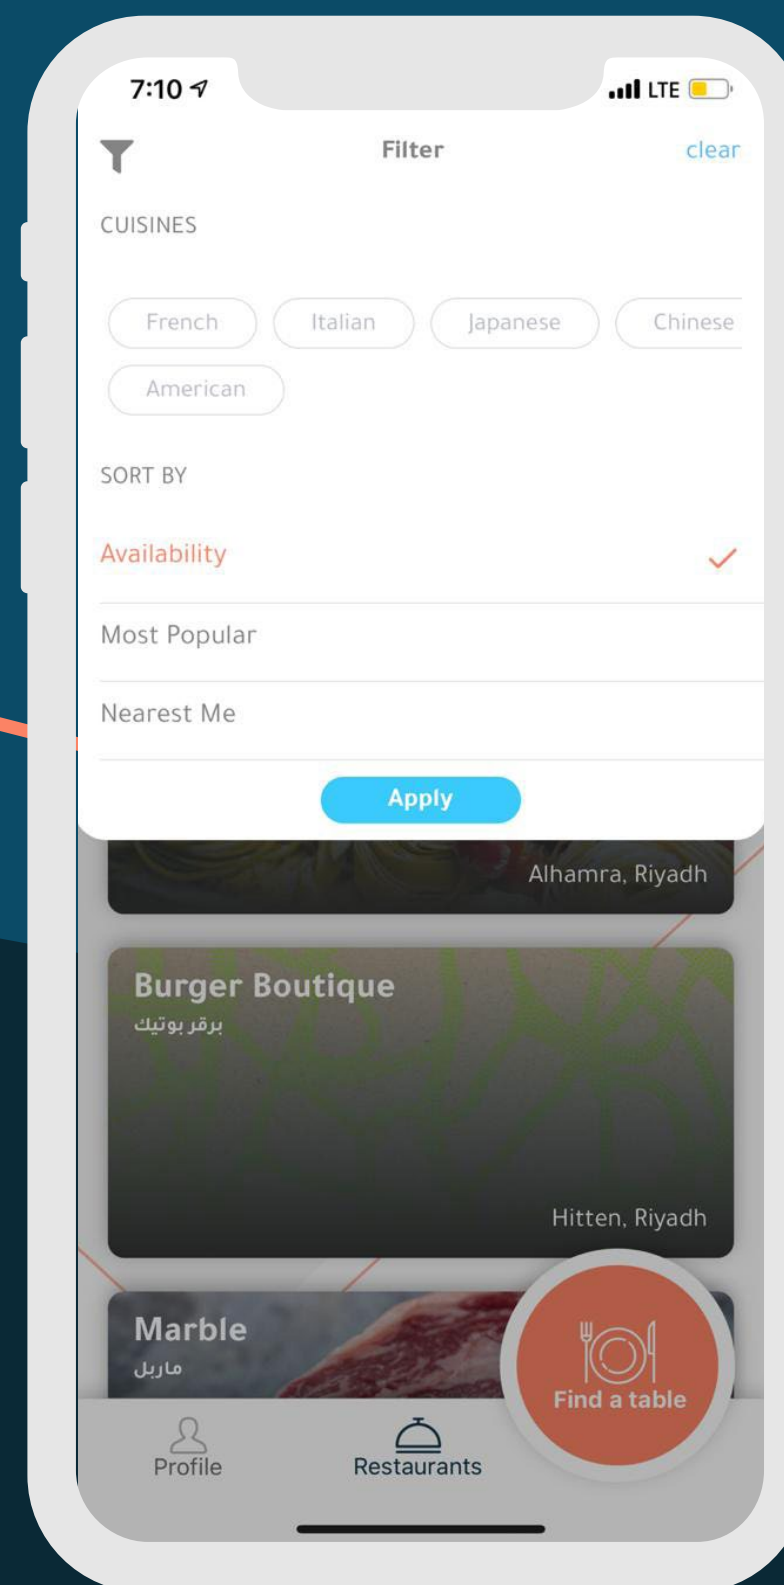 7:10
LTE
Filter
clear
CUISINES
French
Italian
Japanese
Chinese
American
SORT BY
Availability
Most Popular
Nearest Me
Apply
Alhamra, Riyadh
Burger Boutique
برقر بوتيك
Hitten, Riyadh
Marble
ماربل
Find a table
Profile
Restaurants